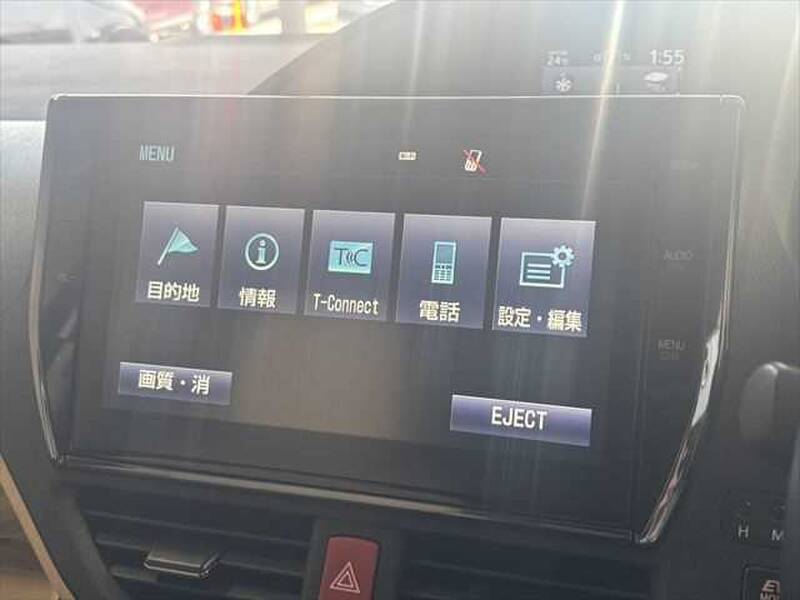 1:55
24
MENU
目的地
情報
T C
T-Connect
電話
設定・編集
AUDIO
MENU
画質・消
EJECT
H
M